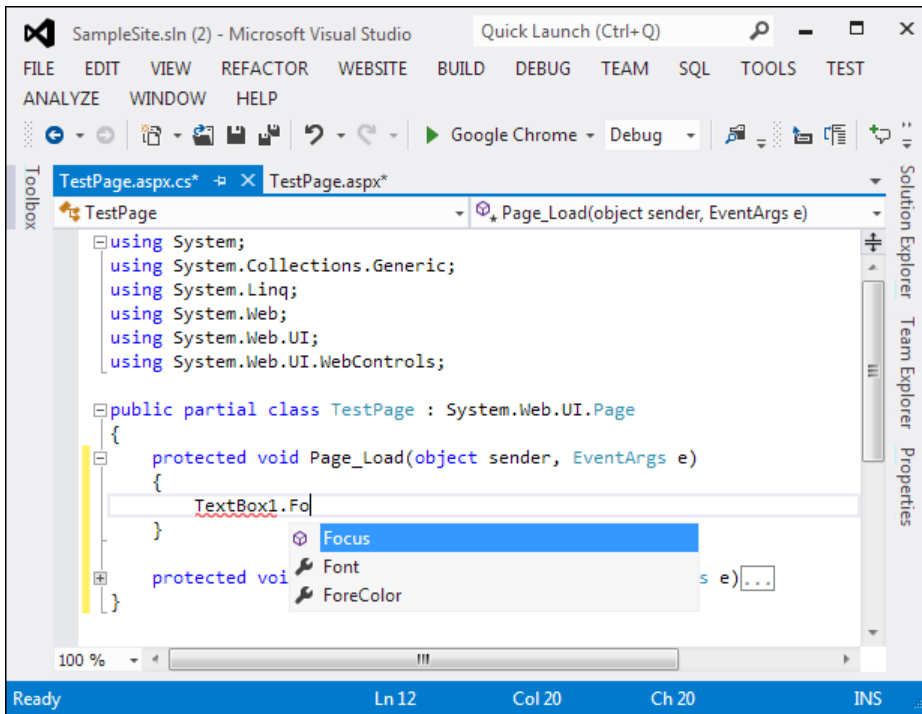 SampleSite.sln (2) - Microsoft Visual Studio Quick Launch (Ctrl+Q)
FILE EDIT VIEW REFACTOR WEBSITE BUILD DEBUG TEAM SQL TOOLS TEST
ANALYZE WINDOW HELP
Google Chrome Debug
Toolbox
TestPage.aspx.cs* TestPage.aspx*
TestPage Page_Load(object sender, EventArgs e)
using System;
using System.Collections.Generic;
using System.Linq;
using System.Web;
using System.Web.UI;
using System.Web.UI.WebControls;
public partial class TestPage : System.Web.UI.Page
{
protected void Page_Load(object sender, EventArgs e)
{
TextBox1.Fo
}
Focus
Font
ForeColor
protected voi s e)...
}
Solution Explorer
Team Explorer
Properties
100 %
Ready Ln 12 Col 20 Ch 20 INS